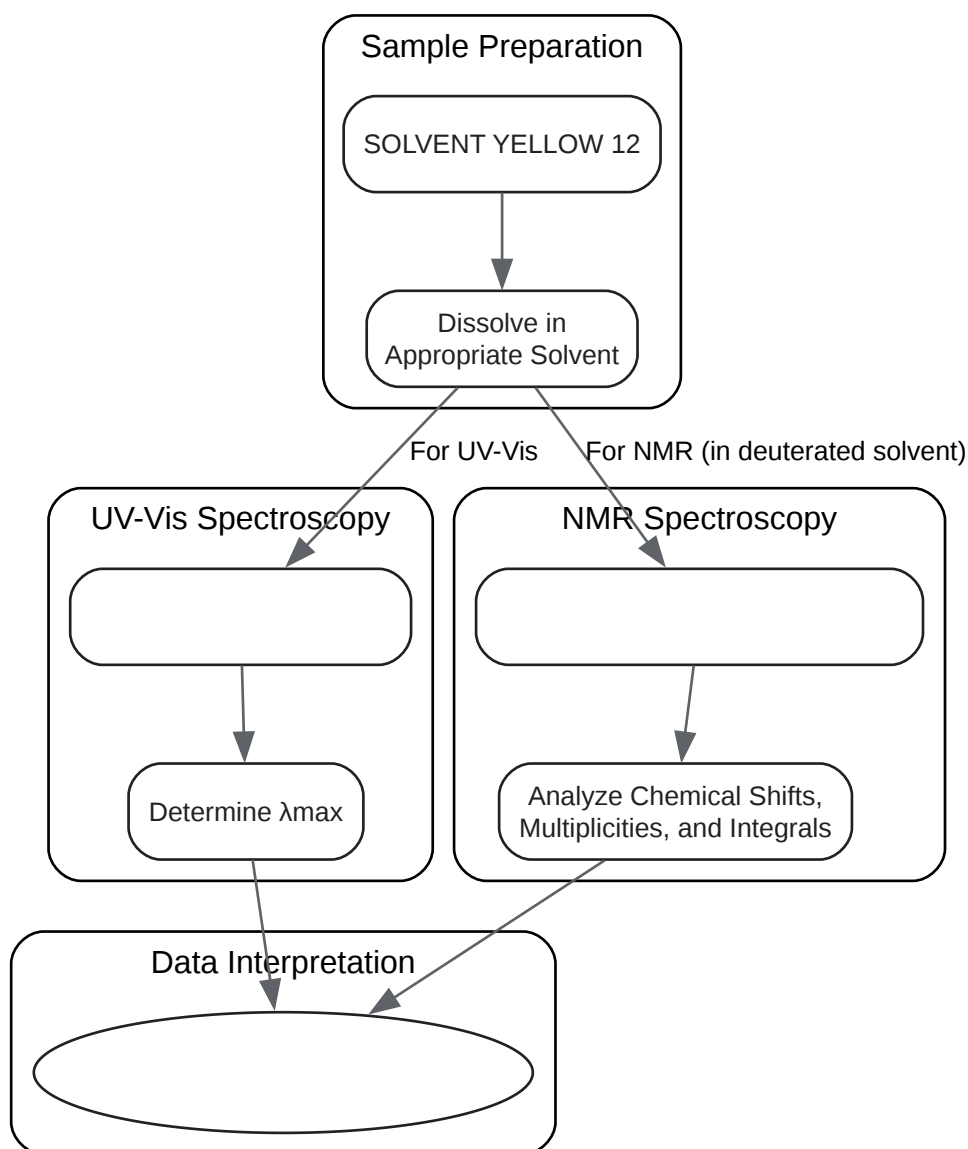 Sample Preparation
SOLVENT YELLOW 12
Dissolve in
Appropriate Solvent
For UV-Vis
For NMR (in deuterated solvent)
UV-Vis Spectroscopy
NMR Spectroscopy
Determine λmax
Analyze Chemical Shifts,
Multiplicities, and Integrals
Data Interpretation